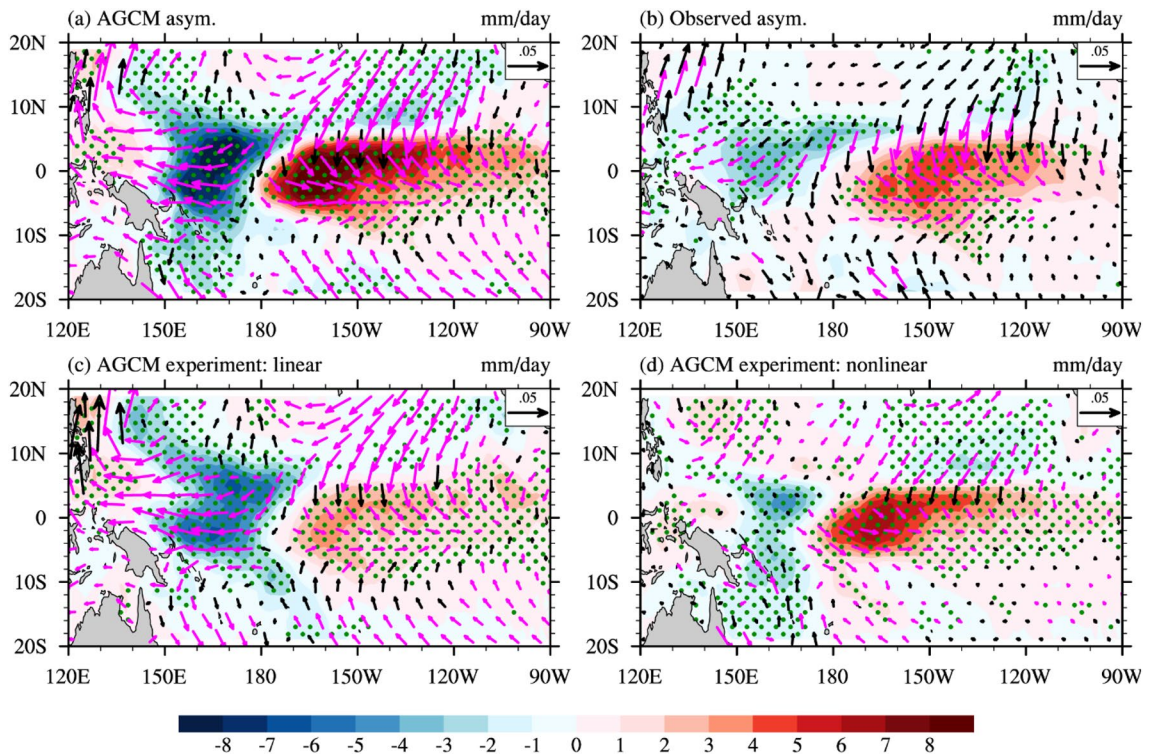 (a) AGCM asym. mm/day
(b) Observed asym. mm/day
20N
10N
0
10S
20S
.05
120E 150E 180 150W 120W 90W
20N
10N
0
10S
20S
.05
120E 150E 180 150W 120W 90W
(c) AGCM experiment: linear mm/day
(d) AGCM experiment: nonlinear mm/day
20N
10N
0
10S
20S
.05
120E 150E 180 150W 120W 90W
20N
10N
0
10S
20S
.05
120E 150E 180 150W 120W 90W
-8 -7 -6 -5 -4 -3 -2 -1 0 1 2 3 4 5 6 7 8